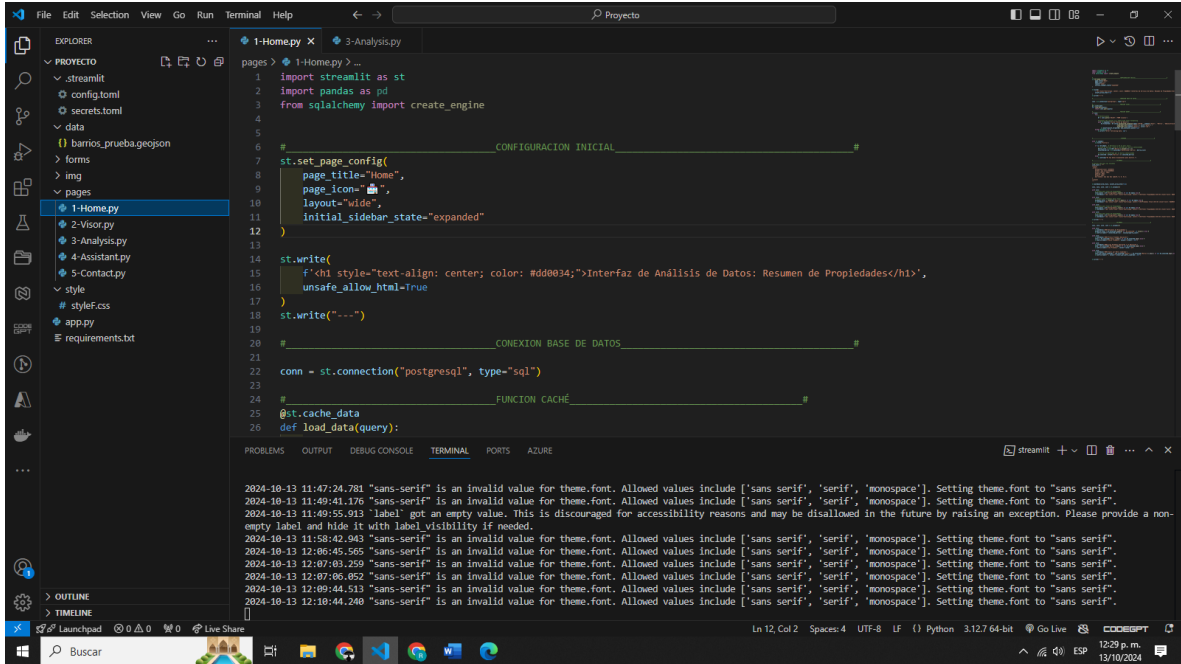 File Edit Selection View Go Run Terminal Help
Proyecto
EXPLORER
PROYECTO
.streamlit
config.toml
secrets.toml
data
{} barrios_prueba.geojson
forms
img
pages
1-Home.py
2-Visor.py
3-Analysis.py
4-Assistant.py
5-Contact.py
style
# styleF.css
app.py
requirements.txt
OUTLINE
TIMELINE
CODE
GPT
1
1-Home.py 3-Analysis.py
pages > 1-Home.py > ...
1 import streamlit as st
2 import pandas as pd
3 from sqlalchemy import create_engine
4
5
6 #____________________________________CONFIGURACION INICIAL_________________________________________#
7 st.set_page_config(
8 page_title="Home",
9 page_icon="📩",
10 layout="wide",
11 initial_sidebar_state="expanded"
12 )
13
14 st.write(
15 f'<h1 style="text-align: center; color: #dd0034;">Interfaz de Análisis de Datos: Resumen de Propiedades</h1>',
16 unsafe_allow_html=True
17 )
18 st.write("---")
19
20 #____________________________________CONEXION BASE DE DATOS________________________________________#
21
22 conn = st.connection("postgresql", type="sql")
23
24 #____________________________________FUNCION CACHÉ________________________________________#
25 @st.cache_data
26 def load_data(query):
PROBLEMS OUTPUT DEBUG CONSOLE TERMINAL PORTS AZURE
streamlit
2024-10-13 11:47:24.781 "sans-serif" is an invalid value for theme.font. Allowed values include ['sans serif', 'serif', 'monospace']. Setting theme.font to "sans serif".
2024-10-13 11:49:41.176 "sans-serif" is an invalid value for theme.font. Allowed values include ['sans serif', 'serif', 'monospace']. Setting theme.font to "sans serif".
2024-10-13 11:49:55.913 `label` got an empty value. This is discouraged for accessibility reasons and may be disallowed in the future by raising an exception. Please provide a non-
empty label and hide it with label_visibility if needed.
2024-10-13 11:58:42.943 "sans-serif" is an invalid value for theme.font. Allowed values include ['sans serif', 'serif', 'monospace']. Setting theme.font to "sans serif".
2024-10-13 12:06:45.565 "sans-serif" is an invalid value for theme.font. Allowed values include ['sans serif', 'serif', 'monospace']. Setting theme.font to "sans serif".
2024-10-13 12:07:03.259 "sans-serif" is an invalid value for theme.font. Allowed values include ['sans serif', 'serif', 'monospace']. Setting theme.font to "sans serif".
2024-10-13 12:07:06.052 "sans-serif" is an invalid value for theme.font. Allowed values include ['sans serif', 'serif', 'monospace']. Setting theme.font to "sans serif".
2024-10-13 12:09:44.513 "sans-serif" is an invalid value for theme.font. Allowed values include ['sans serif', 'serif', 'monospace']. Setting theme.font to "sans serif".
2024-10-13 12:10:44.240 "sans-serif" is an invalid value for theme.font. Allowed values include ['sans serif', 'serif', 'monospace']. Setting theme.font to "sans serif".
Launchpad 0 0 0 Live Share Ln 12, Col 2 Spaces: 4 UTF-8 LF {} Python 3.12.7 64-bit Go Live CODEGPT
Buscar
ESP
12:29 p. m.
13/10/2024